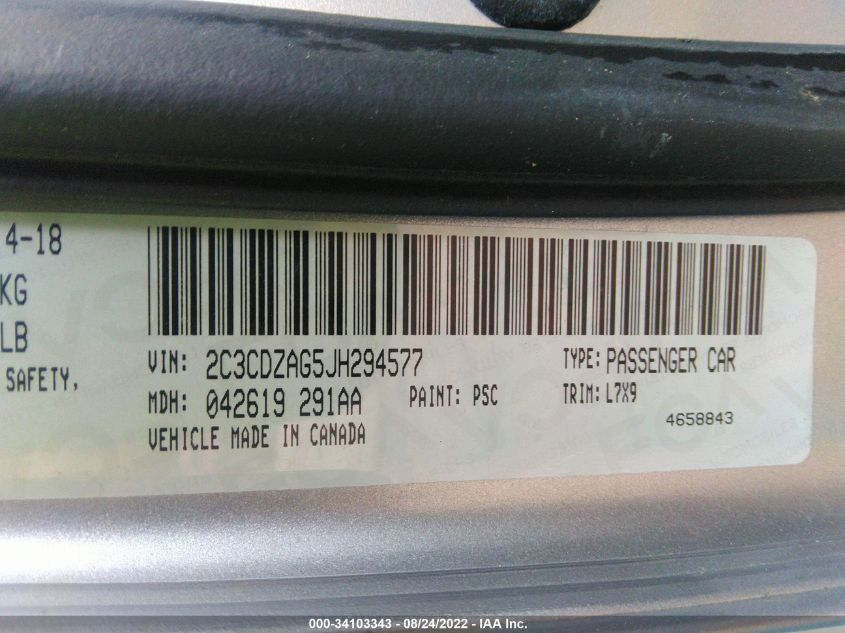 4-18
KG
LB
SAFETY,
VIN: 2C3CDZAG5JH294577 TYPE: PASSENGER CAR
MDH: 042619 291AA PAINT: PSC TRIM: L7X9
VEHICLE MADE IN CANADA 4658843
000-34103343 - 08/24/2022 - IAA Inc.